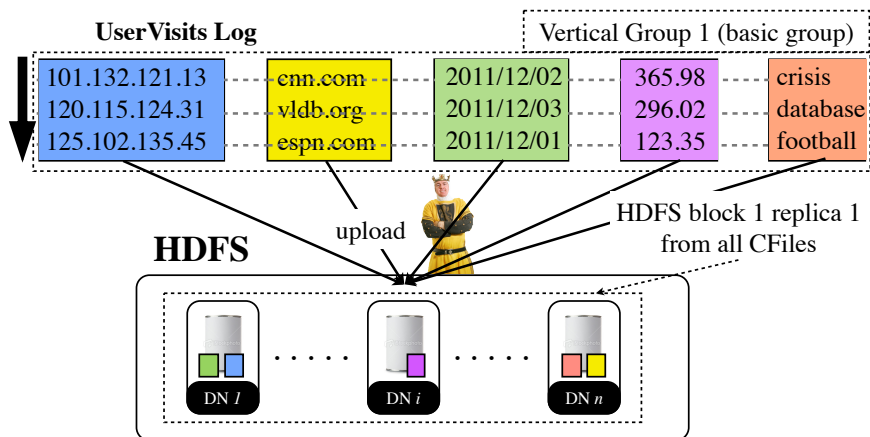 UserVisits Log
Vertical Group 1 (basic group)
101.132.121.13 cnn.com 2011/12/02 365.98 crisis
120.115.124.31 vldb.org 2011/12/03 296.02 database
125.102.135.45 espn.com 2011/12/01 123.35 football
upload
HDFS block 1 replica 1
from all CFiles
HDFS
DN 1 DN i DN n